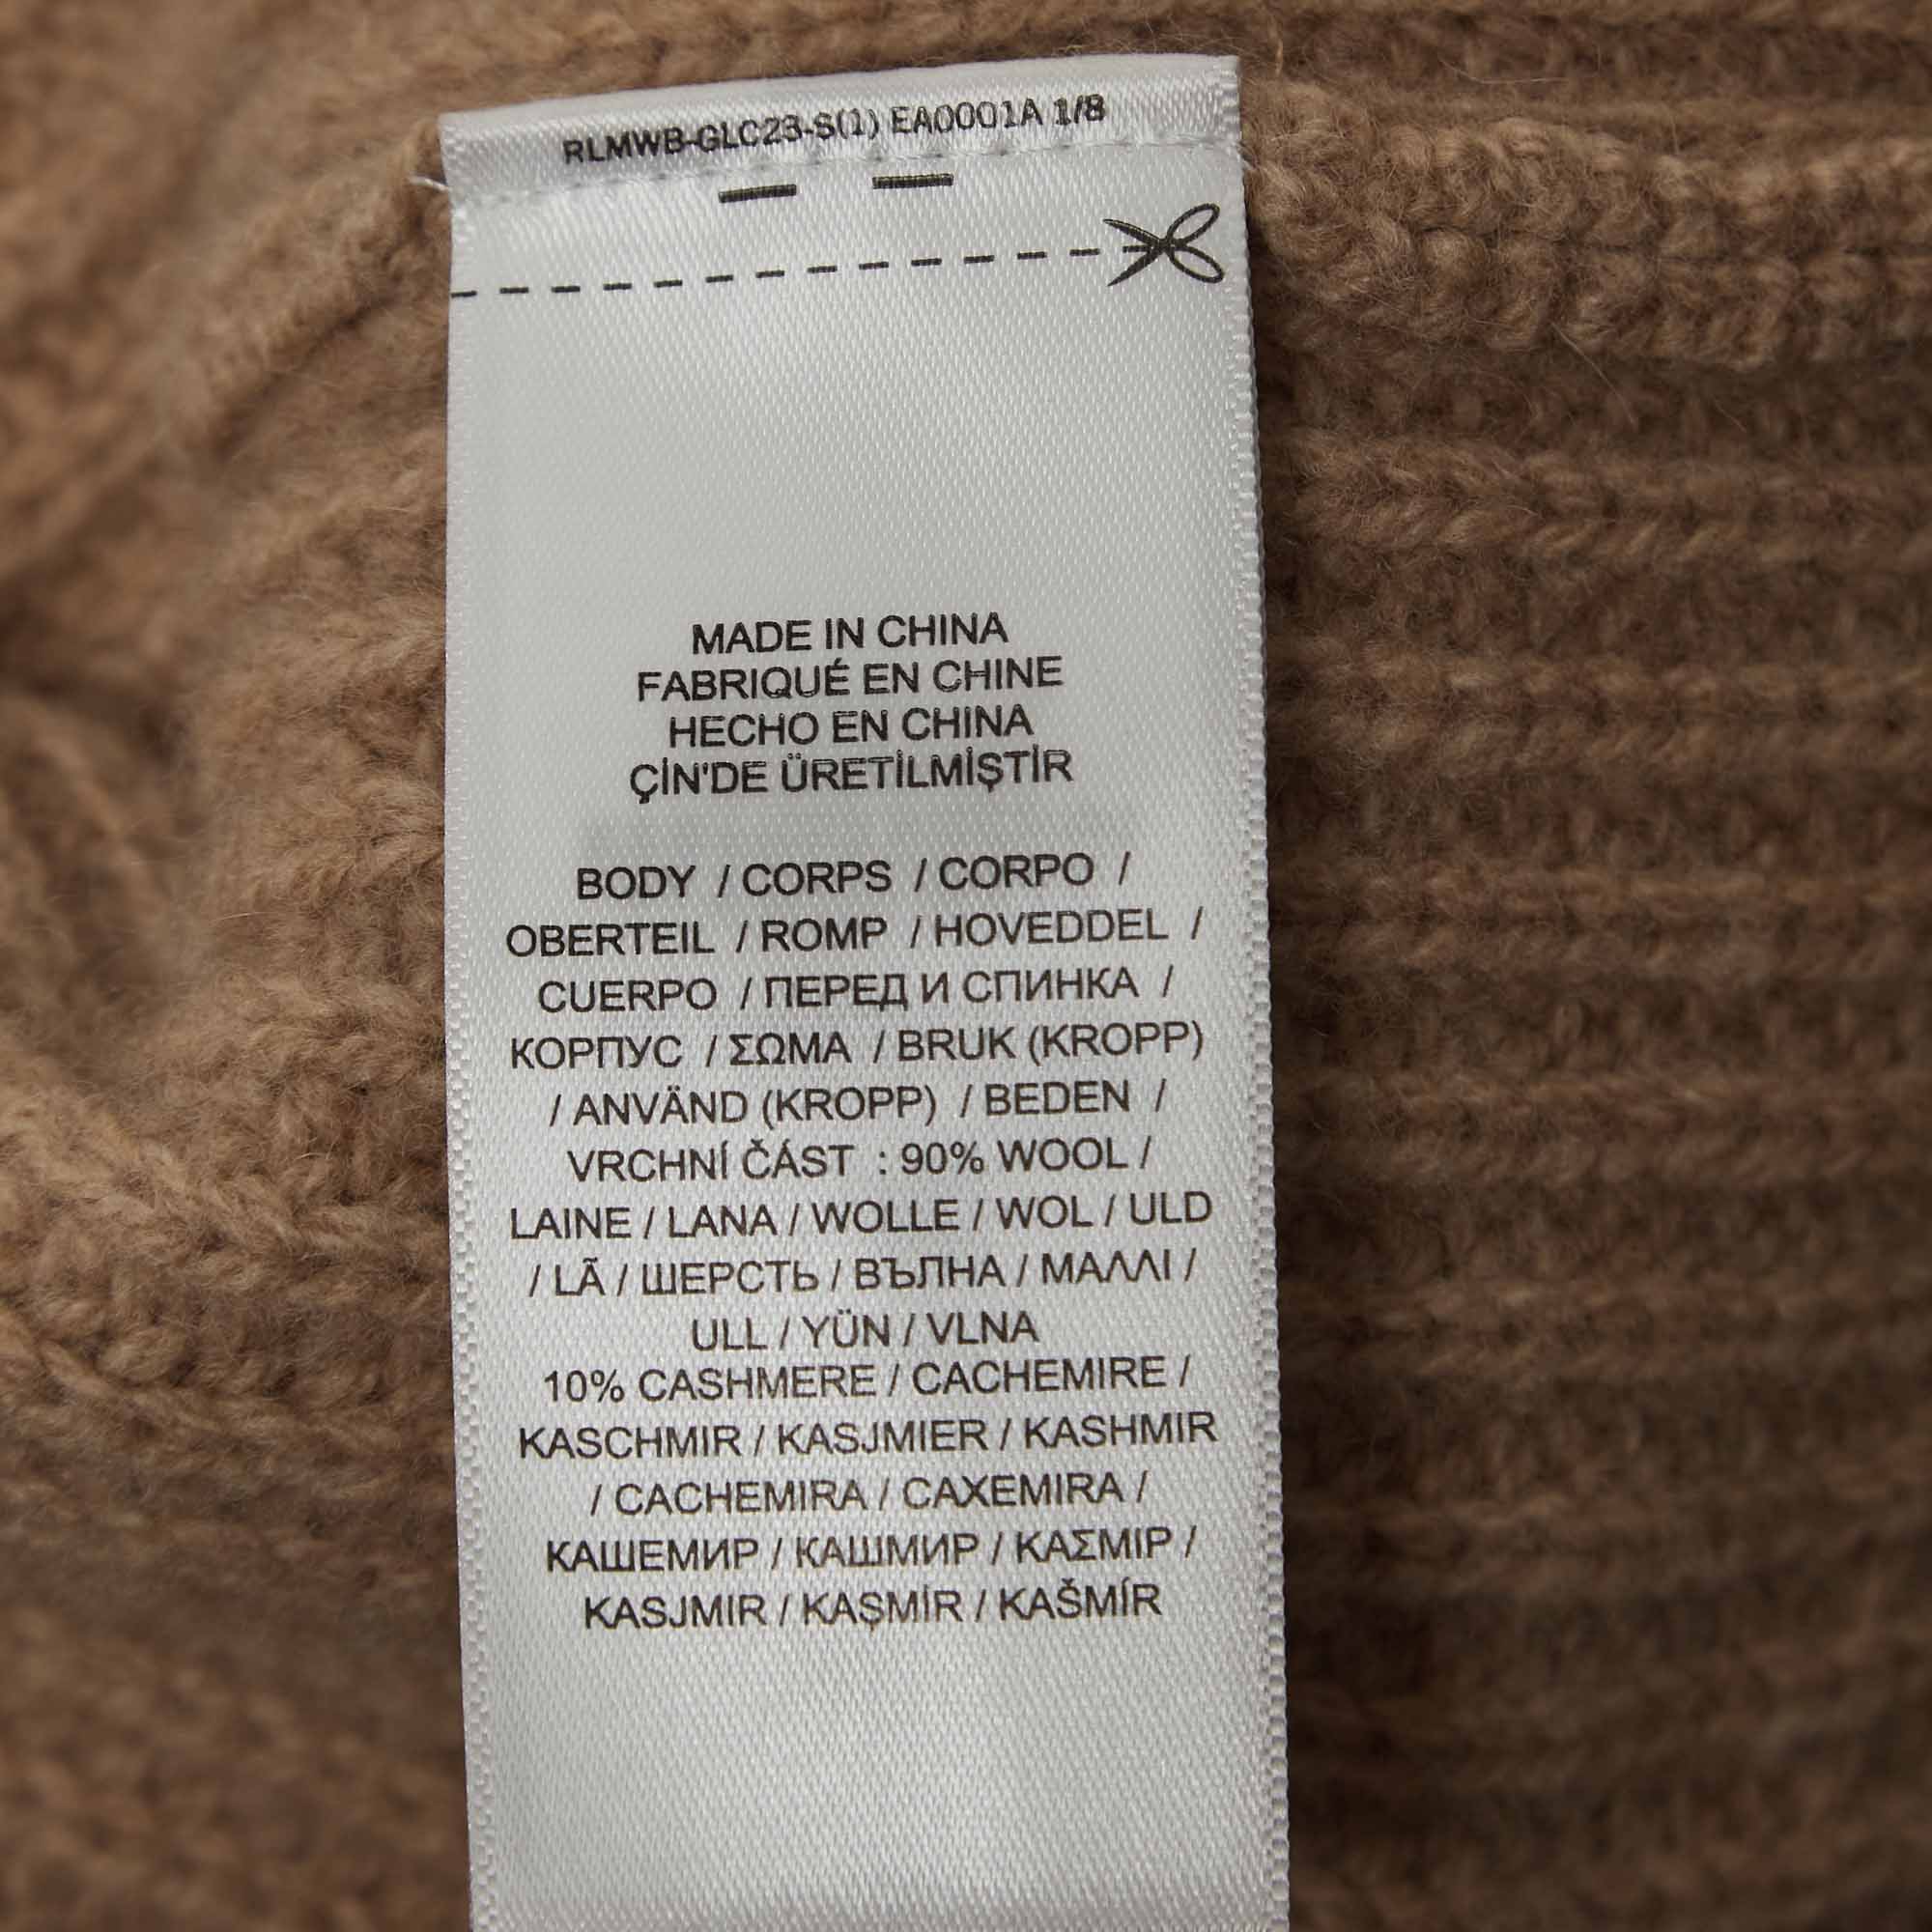 RLMWB-GLC23-S(1) EA0001A 1/8
MADE IN CHINA
FABRIQUÉ EN CHINE
HECHO EN CHINA
ÇİN'DE ÜRETİLMİŞTİR
BODY / CORPS / CORPO /
OBERTEIL / ROMP / HOVEDDEL /
CUERPO / ПЕРЕД И СПИНКА /
КОРПУС / ΣΩΜΑ / BRUK (KROPP)
/ ANVÄND (KROPP) / BEDEN /
VRCHNÍ ČÁST : 90% WOOL /
LAINE / LANA / WOLLE / WOL / ULD
/ LÃ / ШЕРСТЬ / ВЪЛНА / ΜΑΛΛΙ /
ULL / YÜN / VLNA
10% CASHMERE / CACHEMIRE /
KASCHMIR / KASJMIER / KASHMIR
/ CACHEMIRA / CAXEMIRA /
КАШЕМИР / КАШМИР / ΚΑΣΜΙΡ /
KASJMIR / KAŞMİR / KAŠMÍR